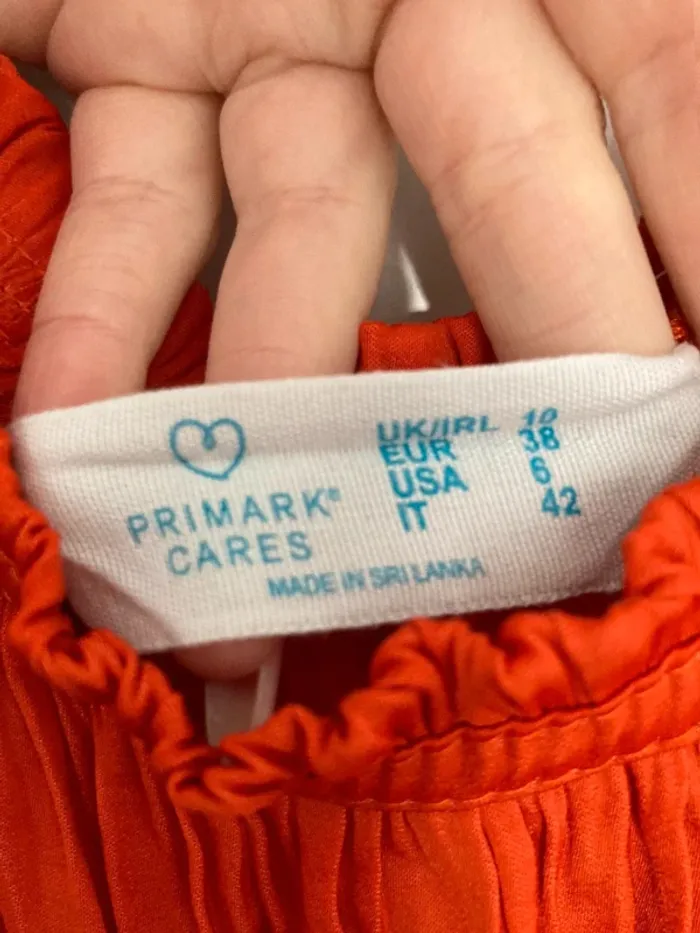 PRIMARK®
CARES
UK/IRL 10
EUR 38
USA 6
IT 42
MADE IN SRI LANKA